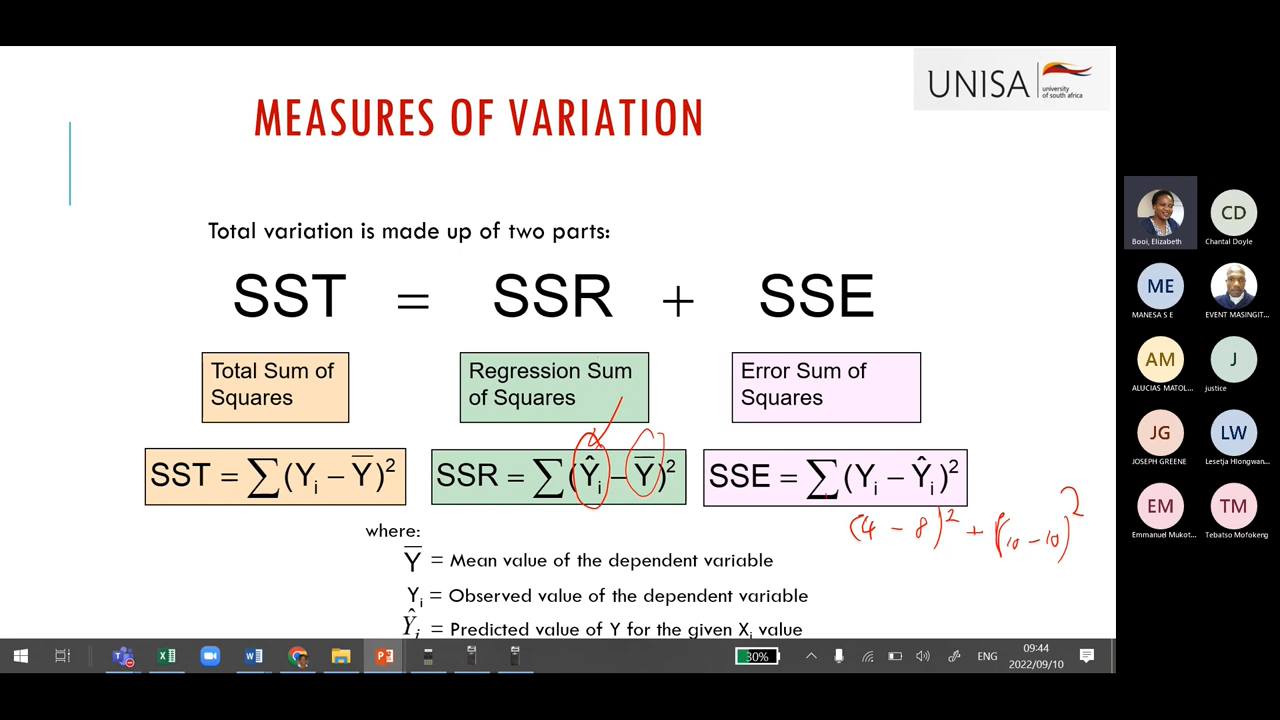 UNISA
university
of south africa
MEASURES OF VARIATION
Total variation is made up of two parts:
SST = SSR + SSE
Total Sum of
Squares
Regression Sum
of Squares
Error Sum of
Squares
SST = ∑(Yᵢ − Y̅)²
SSR = ∑(Ŷᵢ − Y̅)²
SSE = ∑(Yᵢ − Ŷᵢ)²
(4 − 8)² + (10 − 10)²
where:
Y̅ = Mean value of the dependent variable
Yᵢ = Observed value of the dependent variable
Ŷᵢ = Predicted value of Y for the given Xᵢ value
Booi, Elizabeth
CD
Chantal Doyle
ME
MANESA S E
EVENT MASINGIT...
AM
ALUCIAS MATOL...
J
justice
JG
JOSEPH GREENE
LW
Lesetja Hlongwan...
EM
Emmanuel Mukot...
TM
Tebatso Mofokeng
30%
ENG
09:44
2022/09/10